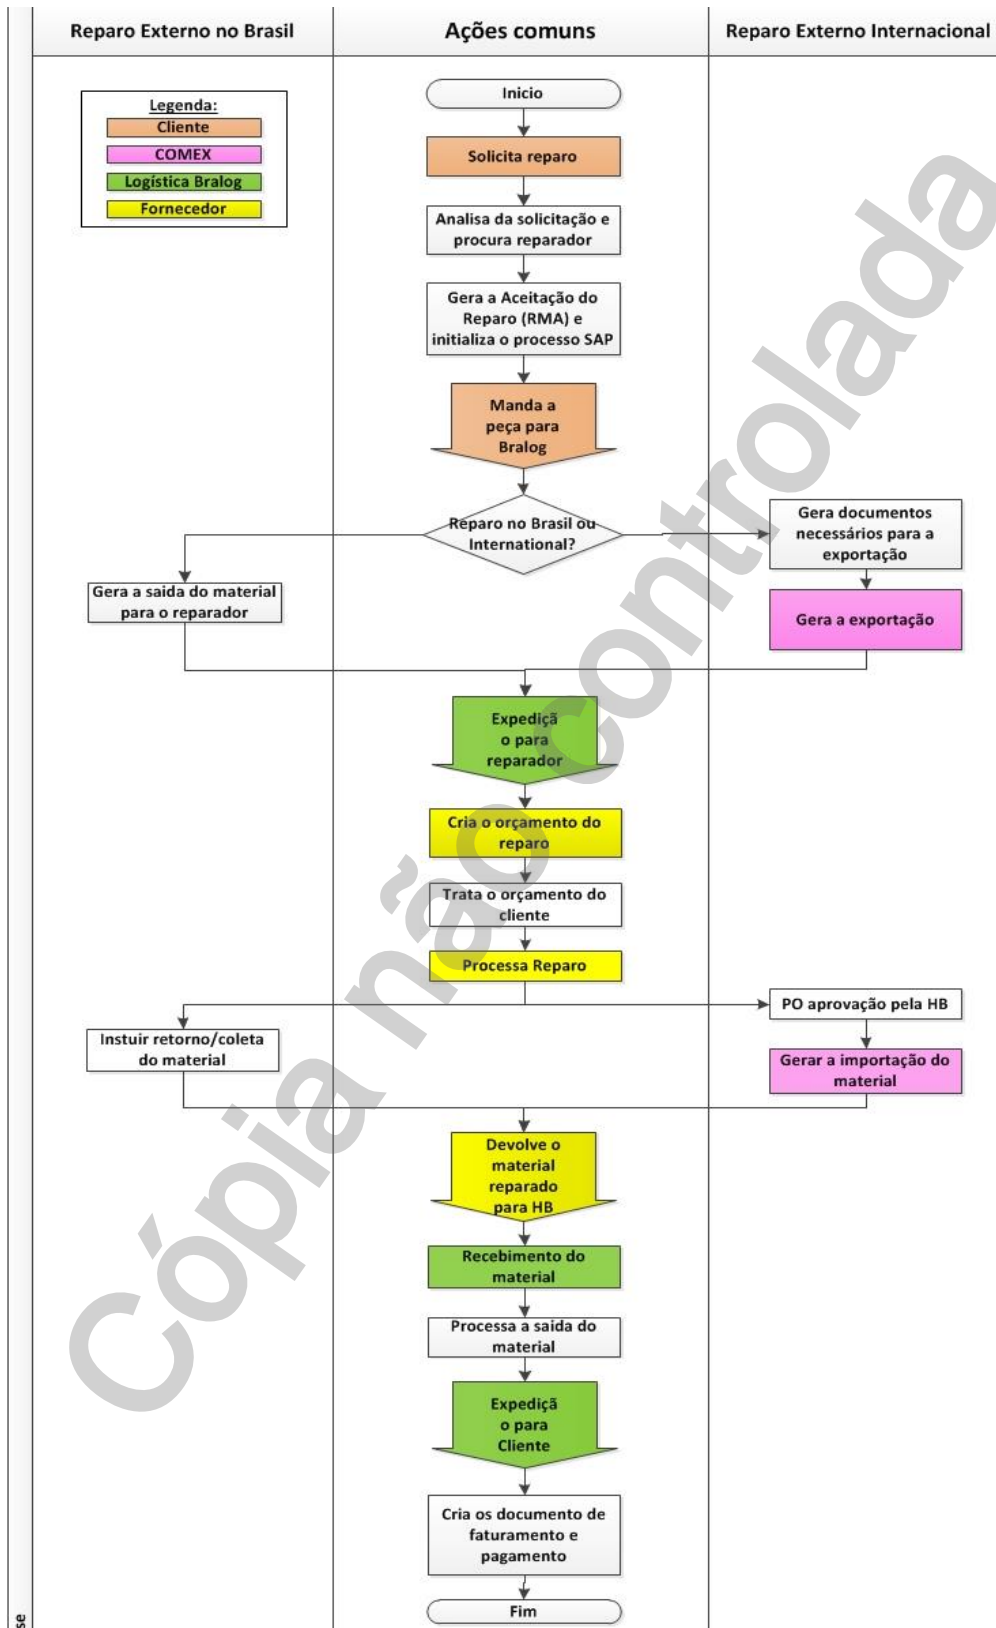 Reparo Externo no Brasil
Ações comuns
Reparo Externo Internacional
Legenda:
Cliente
COMEX
Logística Bralog
Fornecedor
Inicio
Solicita reparo
Analisa da solicitação e
procura reparador
Gera a Aceitação do
Reparo (RMA) e
initializa o processo SAP
Manda a
peça para
Bralog
Reparo no Brasil ou
International?
Gera documentos
necessários para a
exportação
Gera a saida do material
para o reparador
Gera a exportação
Expediçã
o para
reparador
Cria o orçamento do
reparo
Trata o orçamento do
cliente
Processa Reparo
PO aprovação pela HB
Instuir retorno/coleta
do material
Gerar a importação do
material
Devolve o
material
reparado
para HB
Recebimento do
material
Processa a saida do
material
Expediçã
o para
Cliente
Cria os documento de
faturamento e
pagamento
Fim
se
Cópia não controlada